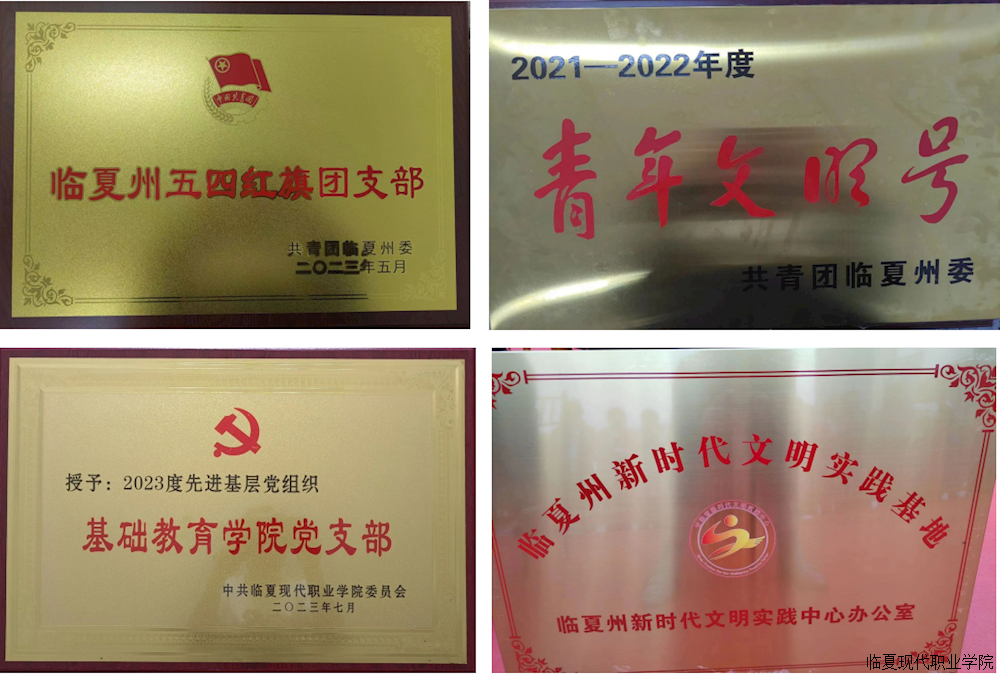 中国共青团
临夏州五四红旗团支部
共青团临夏州委
二〇二三年五月
2021—2022年度
青年文明号
共青团临夏州委
授予：2023度先进基层党组织
基础教育学院党支部
中共临夏现代职业学院委员会
二〇二三年七月
临夏州新时代文明实践基地
临夏州新时代文明实践中心办公室
临夏现代职业学院